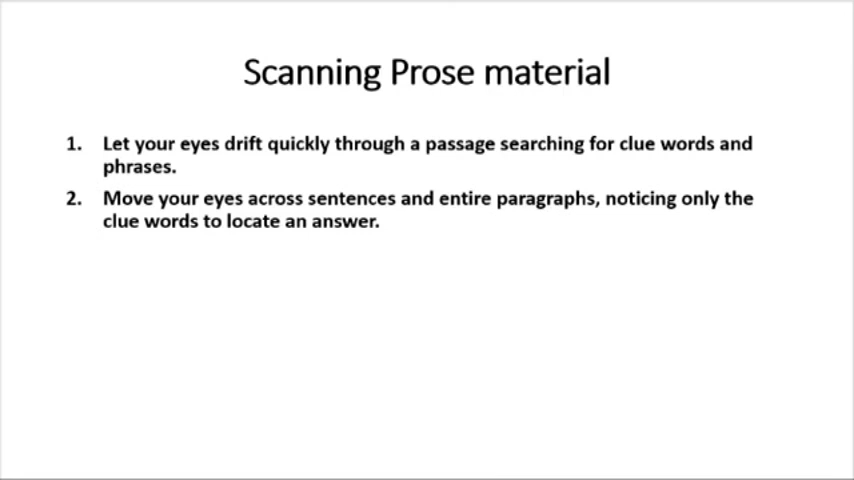 Scanning Prose material
1. Let your eyes drift quickly through a passage searching for clue words and
phrases.
2. Move your eyes across sentences and entire paragraphs, noticing only the
clue words to locate an answer.